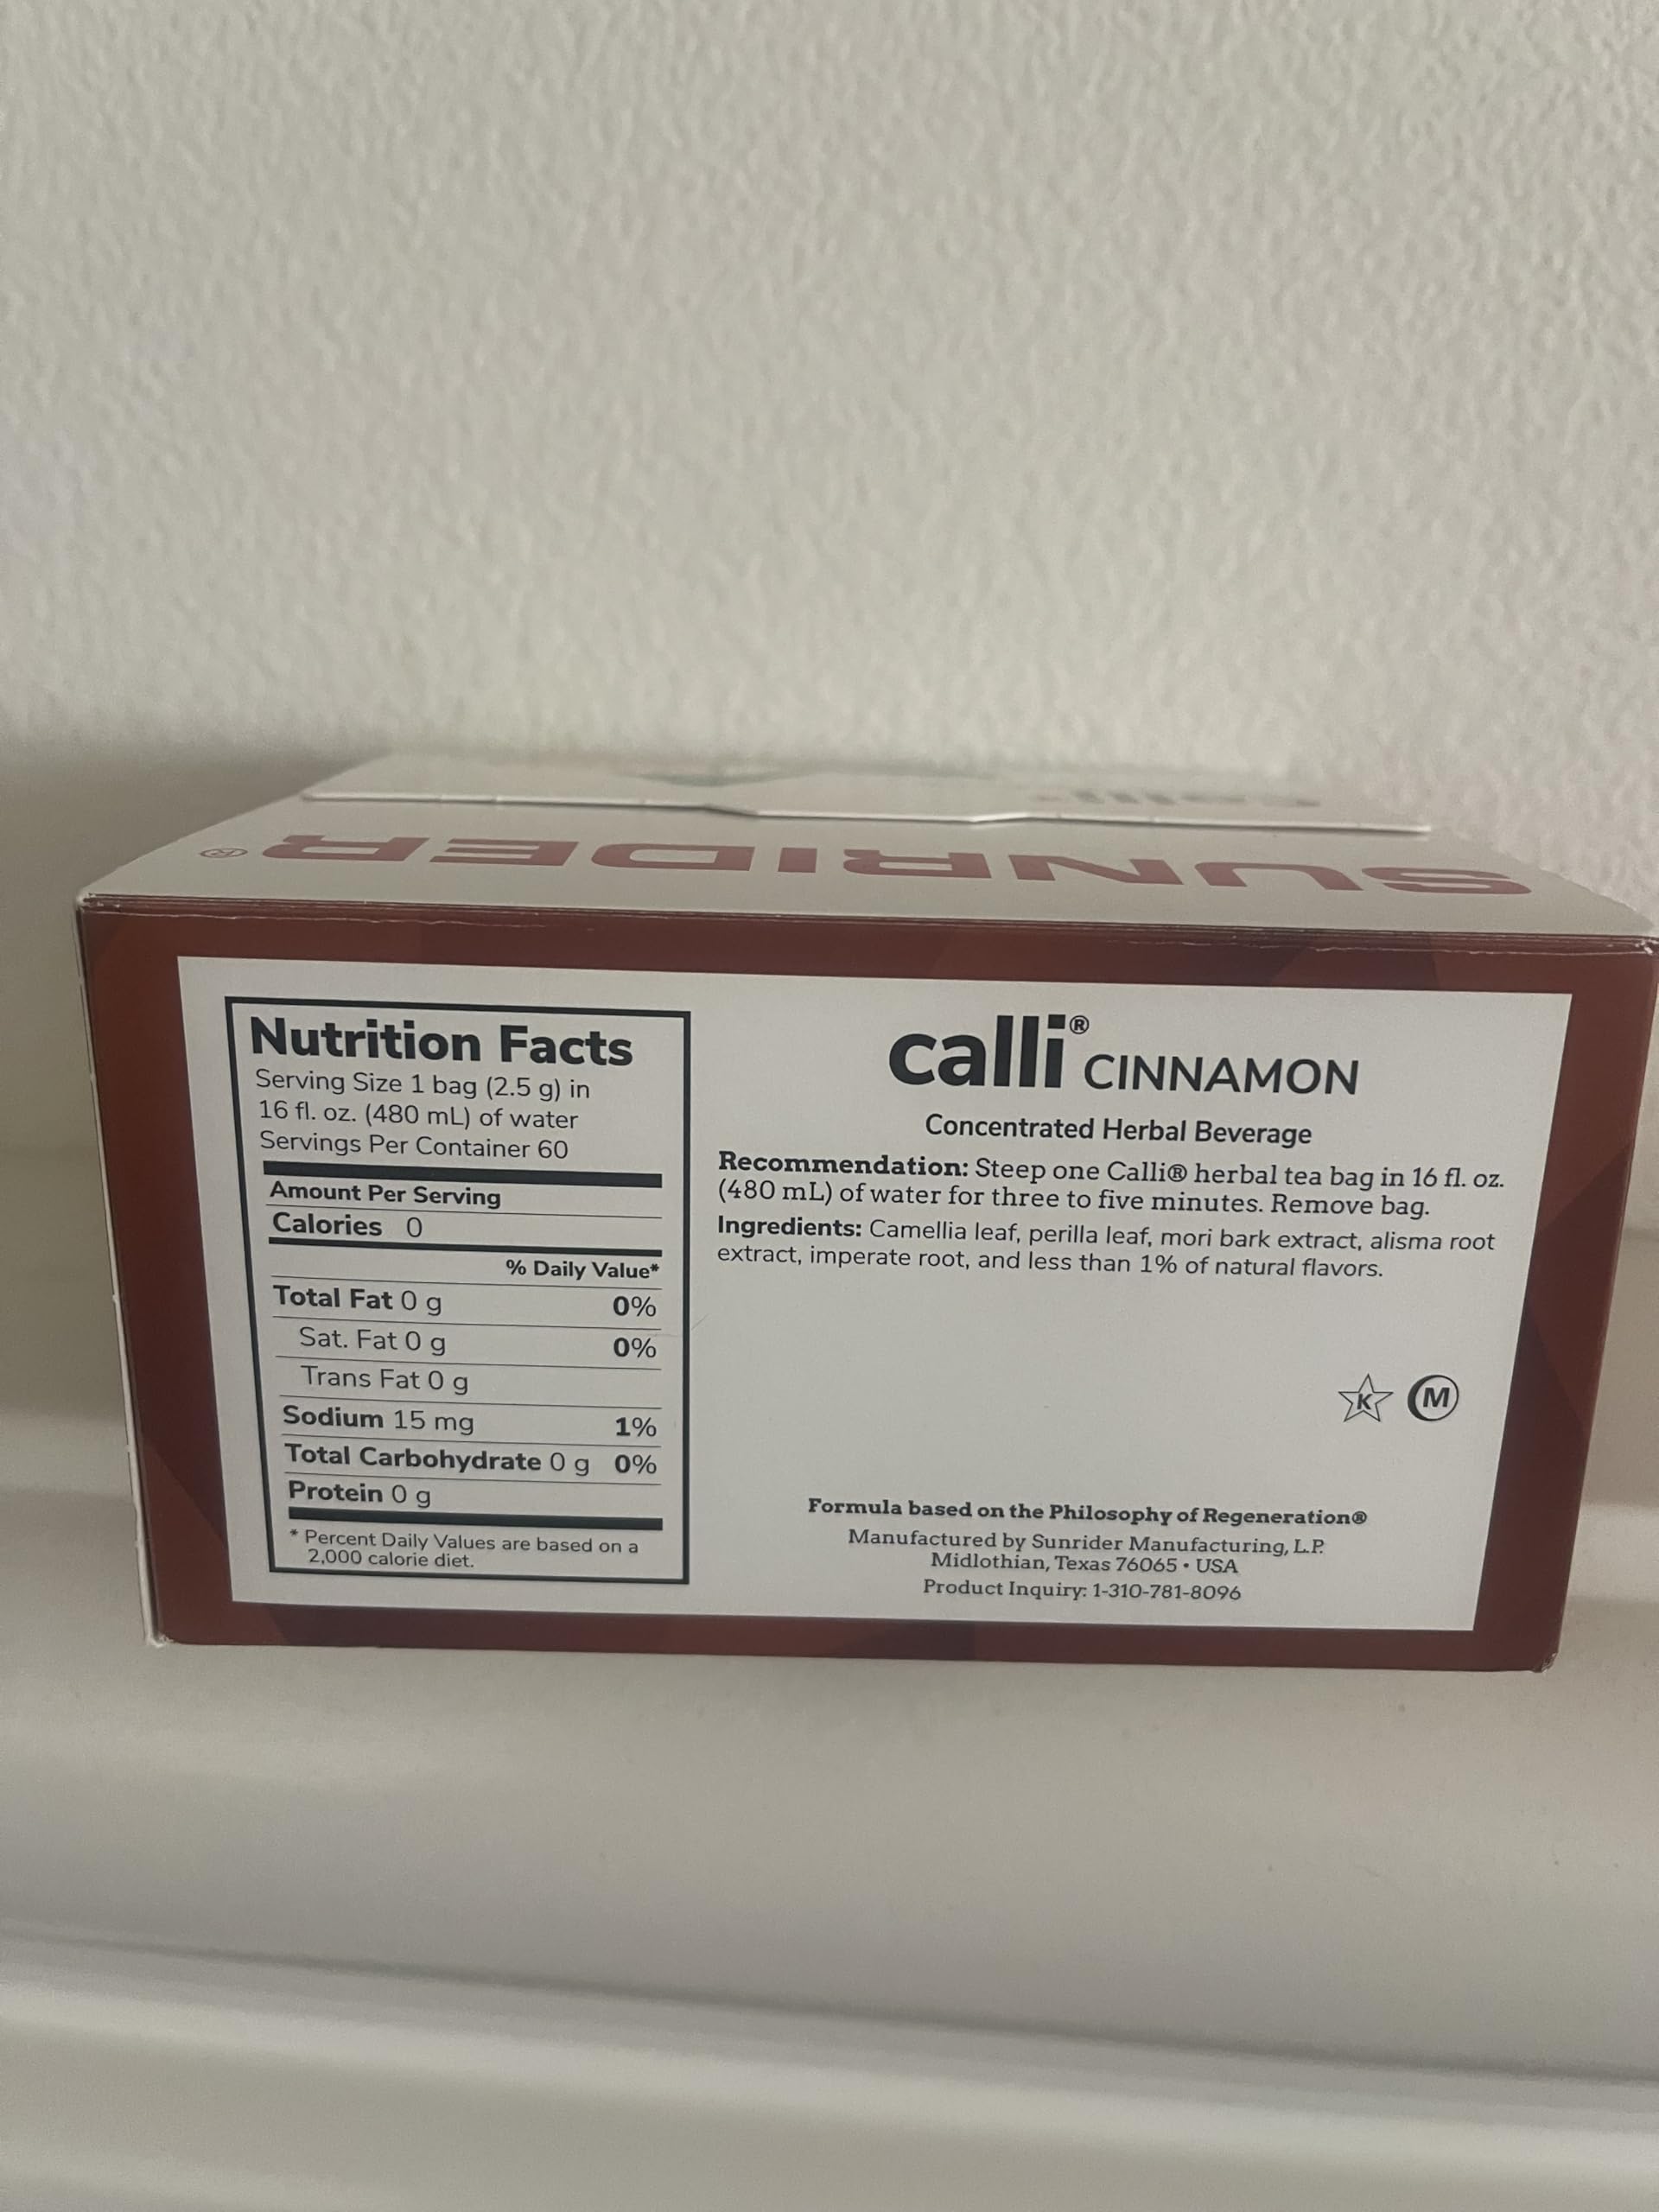 SUNRIDER®
Nutrition Facts
Serving Size 1 bag (2.5 g) in
16 fl. oz. (480 mL) of water
Servings Per Container 60
Amount Per Serving
Calories 0
% Daily Value*
Total Fat 0 g 0%
Sat. Fat 0 g 0%
Trans Fat 0 g
Sodium 15 mg 1%
Total Carbohydrate 0 g 0%
Protein 0 g
* Percent Daily Values are based on a
2,000 calorie diet.
calli® CINNAMON
Concentrated Herbal Beverage
Recommendation: Steep one Calli® herbal tea bag in 16 fl. oz.
(480 mL) of water for three to five minutes. Remove bag.
Ingredients: Camellia leaf, perilla leaf, mori bark extract, alisma root
extract, imperate root, and less than 1% of natural flavors.
K M
Formula based on the Philosophy of Regeneration®
Manufactured by Sunrider Manufacturing, L.P.
Midlothian, Texas 76065 • USA
Product Inquiry: 1-310-781-8096